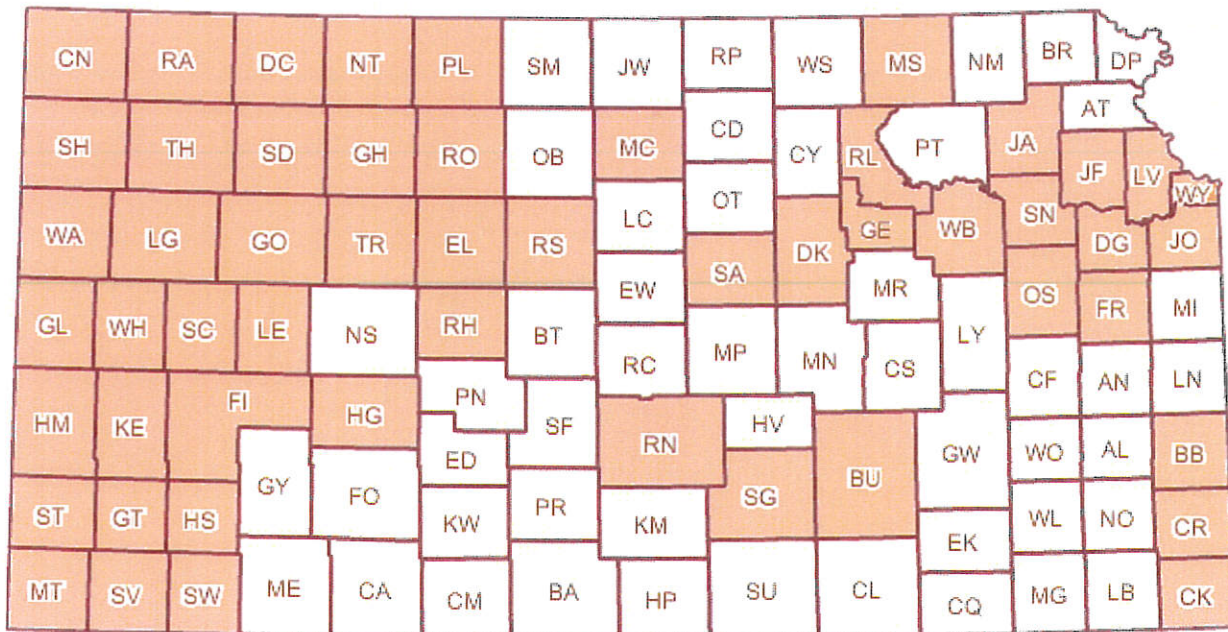 CN RA DC NT PL SM JW RP WS MS NM BR DP
SH TH SD GH RO OB MC CD CY RL PT JA AT JF LV WY
WA LG GO TR EL RS LC OT SA DK GE WB SN DG JO
GL WH SC LE NS RH BT EW MR OS FR MI
HM KE FI HG PN SF RC MP MN CS LY CF AN LN
GY FO ED RN HV BU GW WO AL BB
ST GT HS KW PR KM SG EK WL NO CR
MT SV SW ME CA CM BA HP SU CL CQ MG LB CK